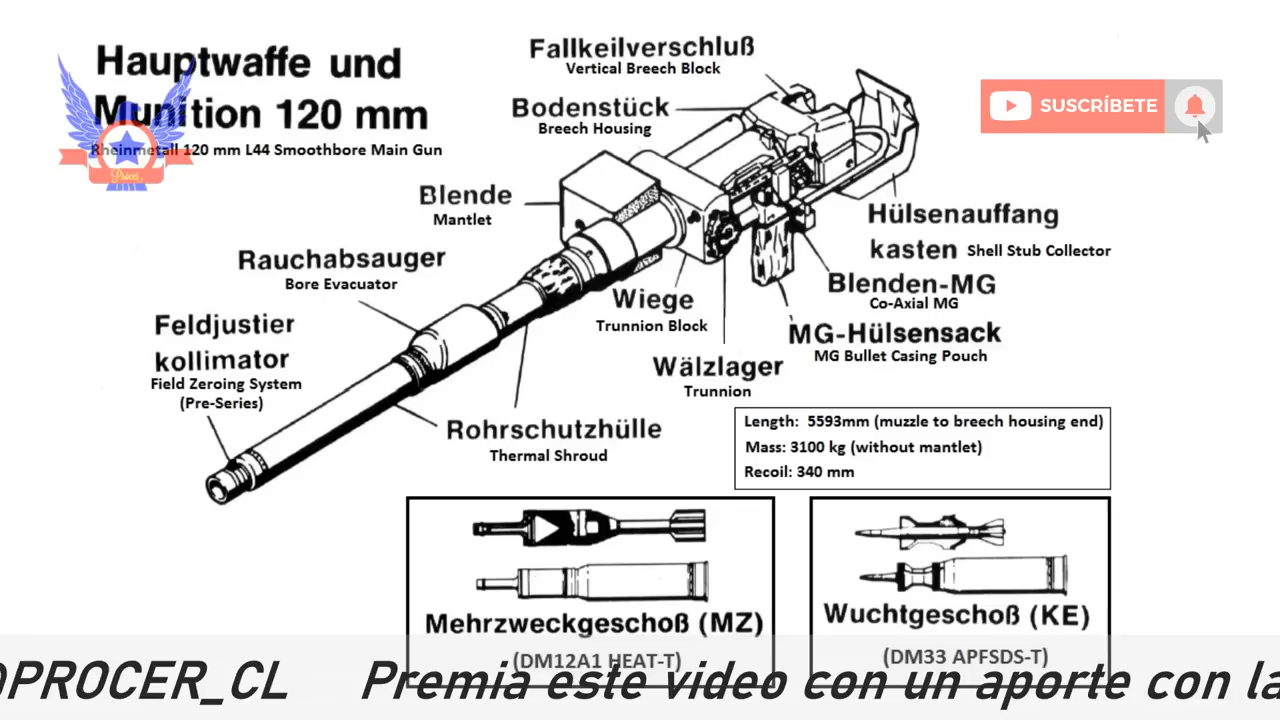 Hauptwaffe und
Munition 120 mm
Rheinmetall 120 mm L44 Smoothbore Main Gun
Prócer
Fallkeilverschluß
Vertical Breech Block
Bodenstück
Breech Housing
SUSCRÍBETE
Blende
Mantlet
Hülsenauffang
kasten Shell Stub Collector
Rauchabsauger
Bore Evacuator
Blenden-MG
Co-Axial MG
Wiege
Trunnion Block
MG-Hülsensack
MG Bullet Casing Pouch
Feldjustier
kollimator
Field Zeroing System
(Pre-Series)
Wälzlager
Trunnion
Rohrschutzhülle
Thermal Shroud
Length: 5593mm (muzzle to breech housing end)
Mass: 3100 kg (without mantlet)
Recoil: 340 mm
Mehrzweckgeschoß (MZ)
(DM12A1 HEAT-T)
Wuchtgeschoß (KE)
(DM33 APFSDS-T)
OPROCER_CL Premia este video con un aporte con la